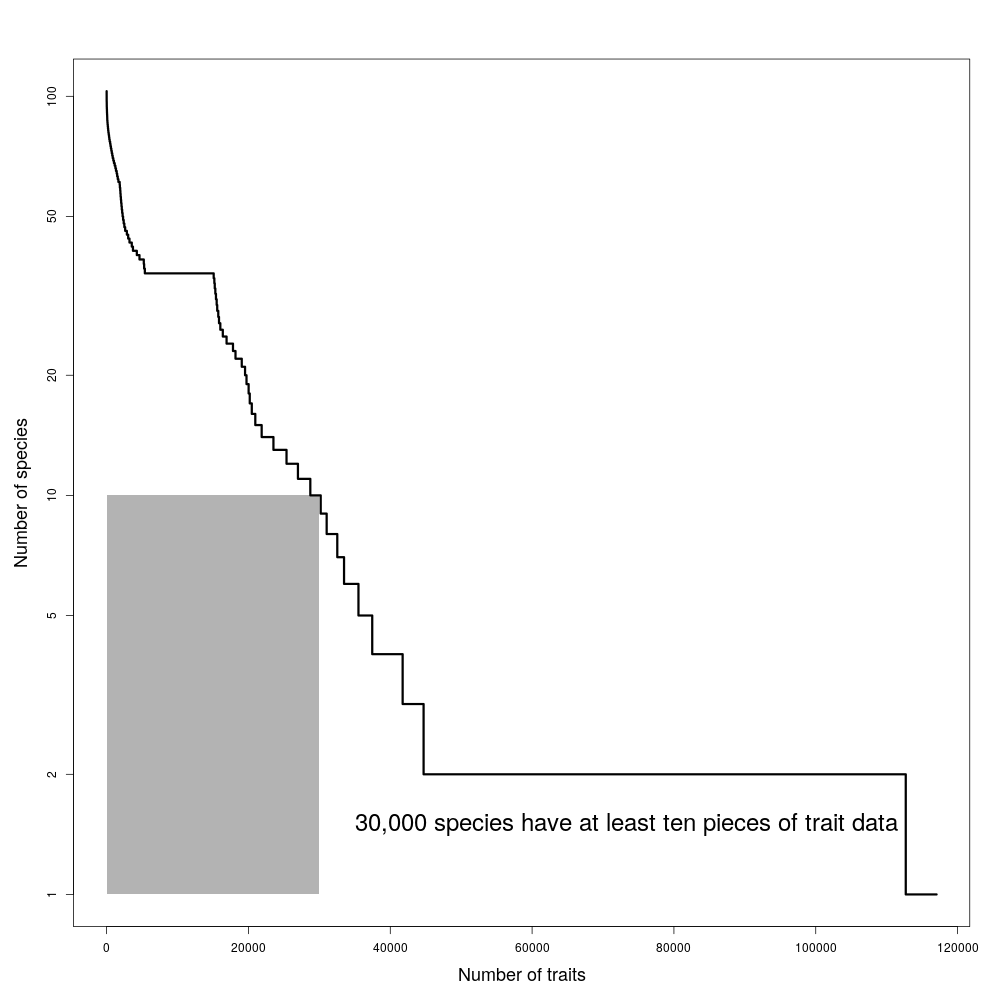 100
50
20
10
5
2
1
Number of species
30,000 species have at least ten pieces of trait data
0 20000 40000 60000 80000 100000 120000
Number of traits